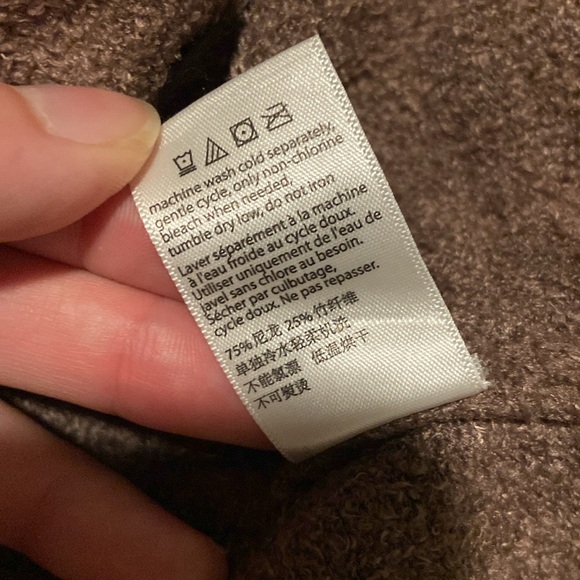 machine wash cold separately,
gentle cycle, only non-chlorine
bleach when needed,
tumble dry low, do not iron
Laver séparément à la machine
à l'eau froide au cycle doux.
Utiliser uniquement de l'eau de
javel sans chlore au besoin.
Sécher par culbutage,
cycle doux. Ne pas repasser.
75%尼龙 25%竹纤维
单独冷水轻柔机洗
不能氯漂 低温烘干
不可熨烫